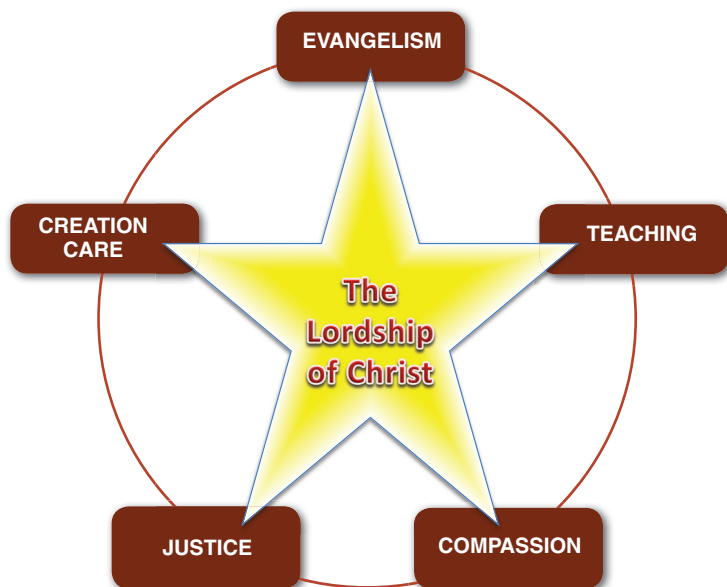 EVANGELISM
CREATION
CARE
TEACHING
The
Lordship
of Christ
JUSTICE
COMPASSION